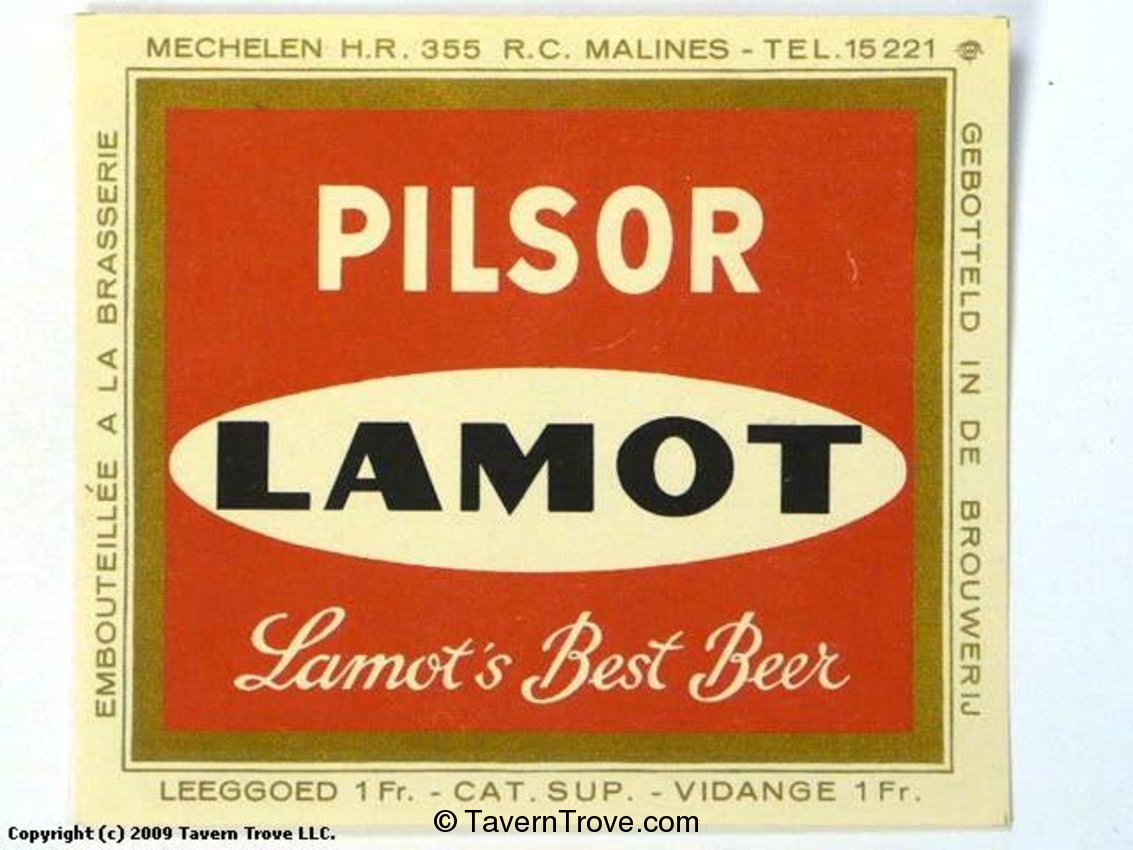 MECHELEN H.R. 355 R.C. MALINES - TEL. 15221
EMBOUTEILLÉE A LA BRASSERIE
GEBOTTELD IN DE BROUWERIJ
PILSOR
LAMOT
Lamot's Best Beer
LEEGGOED 1 Fr. - CAT. SUP. - VIDANGE 1 Fr.
Copyright (c) 2009 Tavern Trove LLC.
© TavernTrove.com